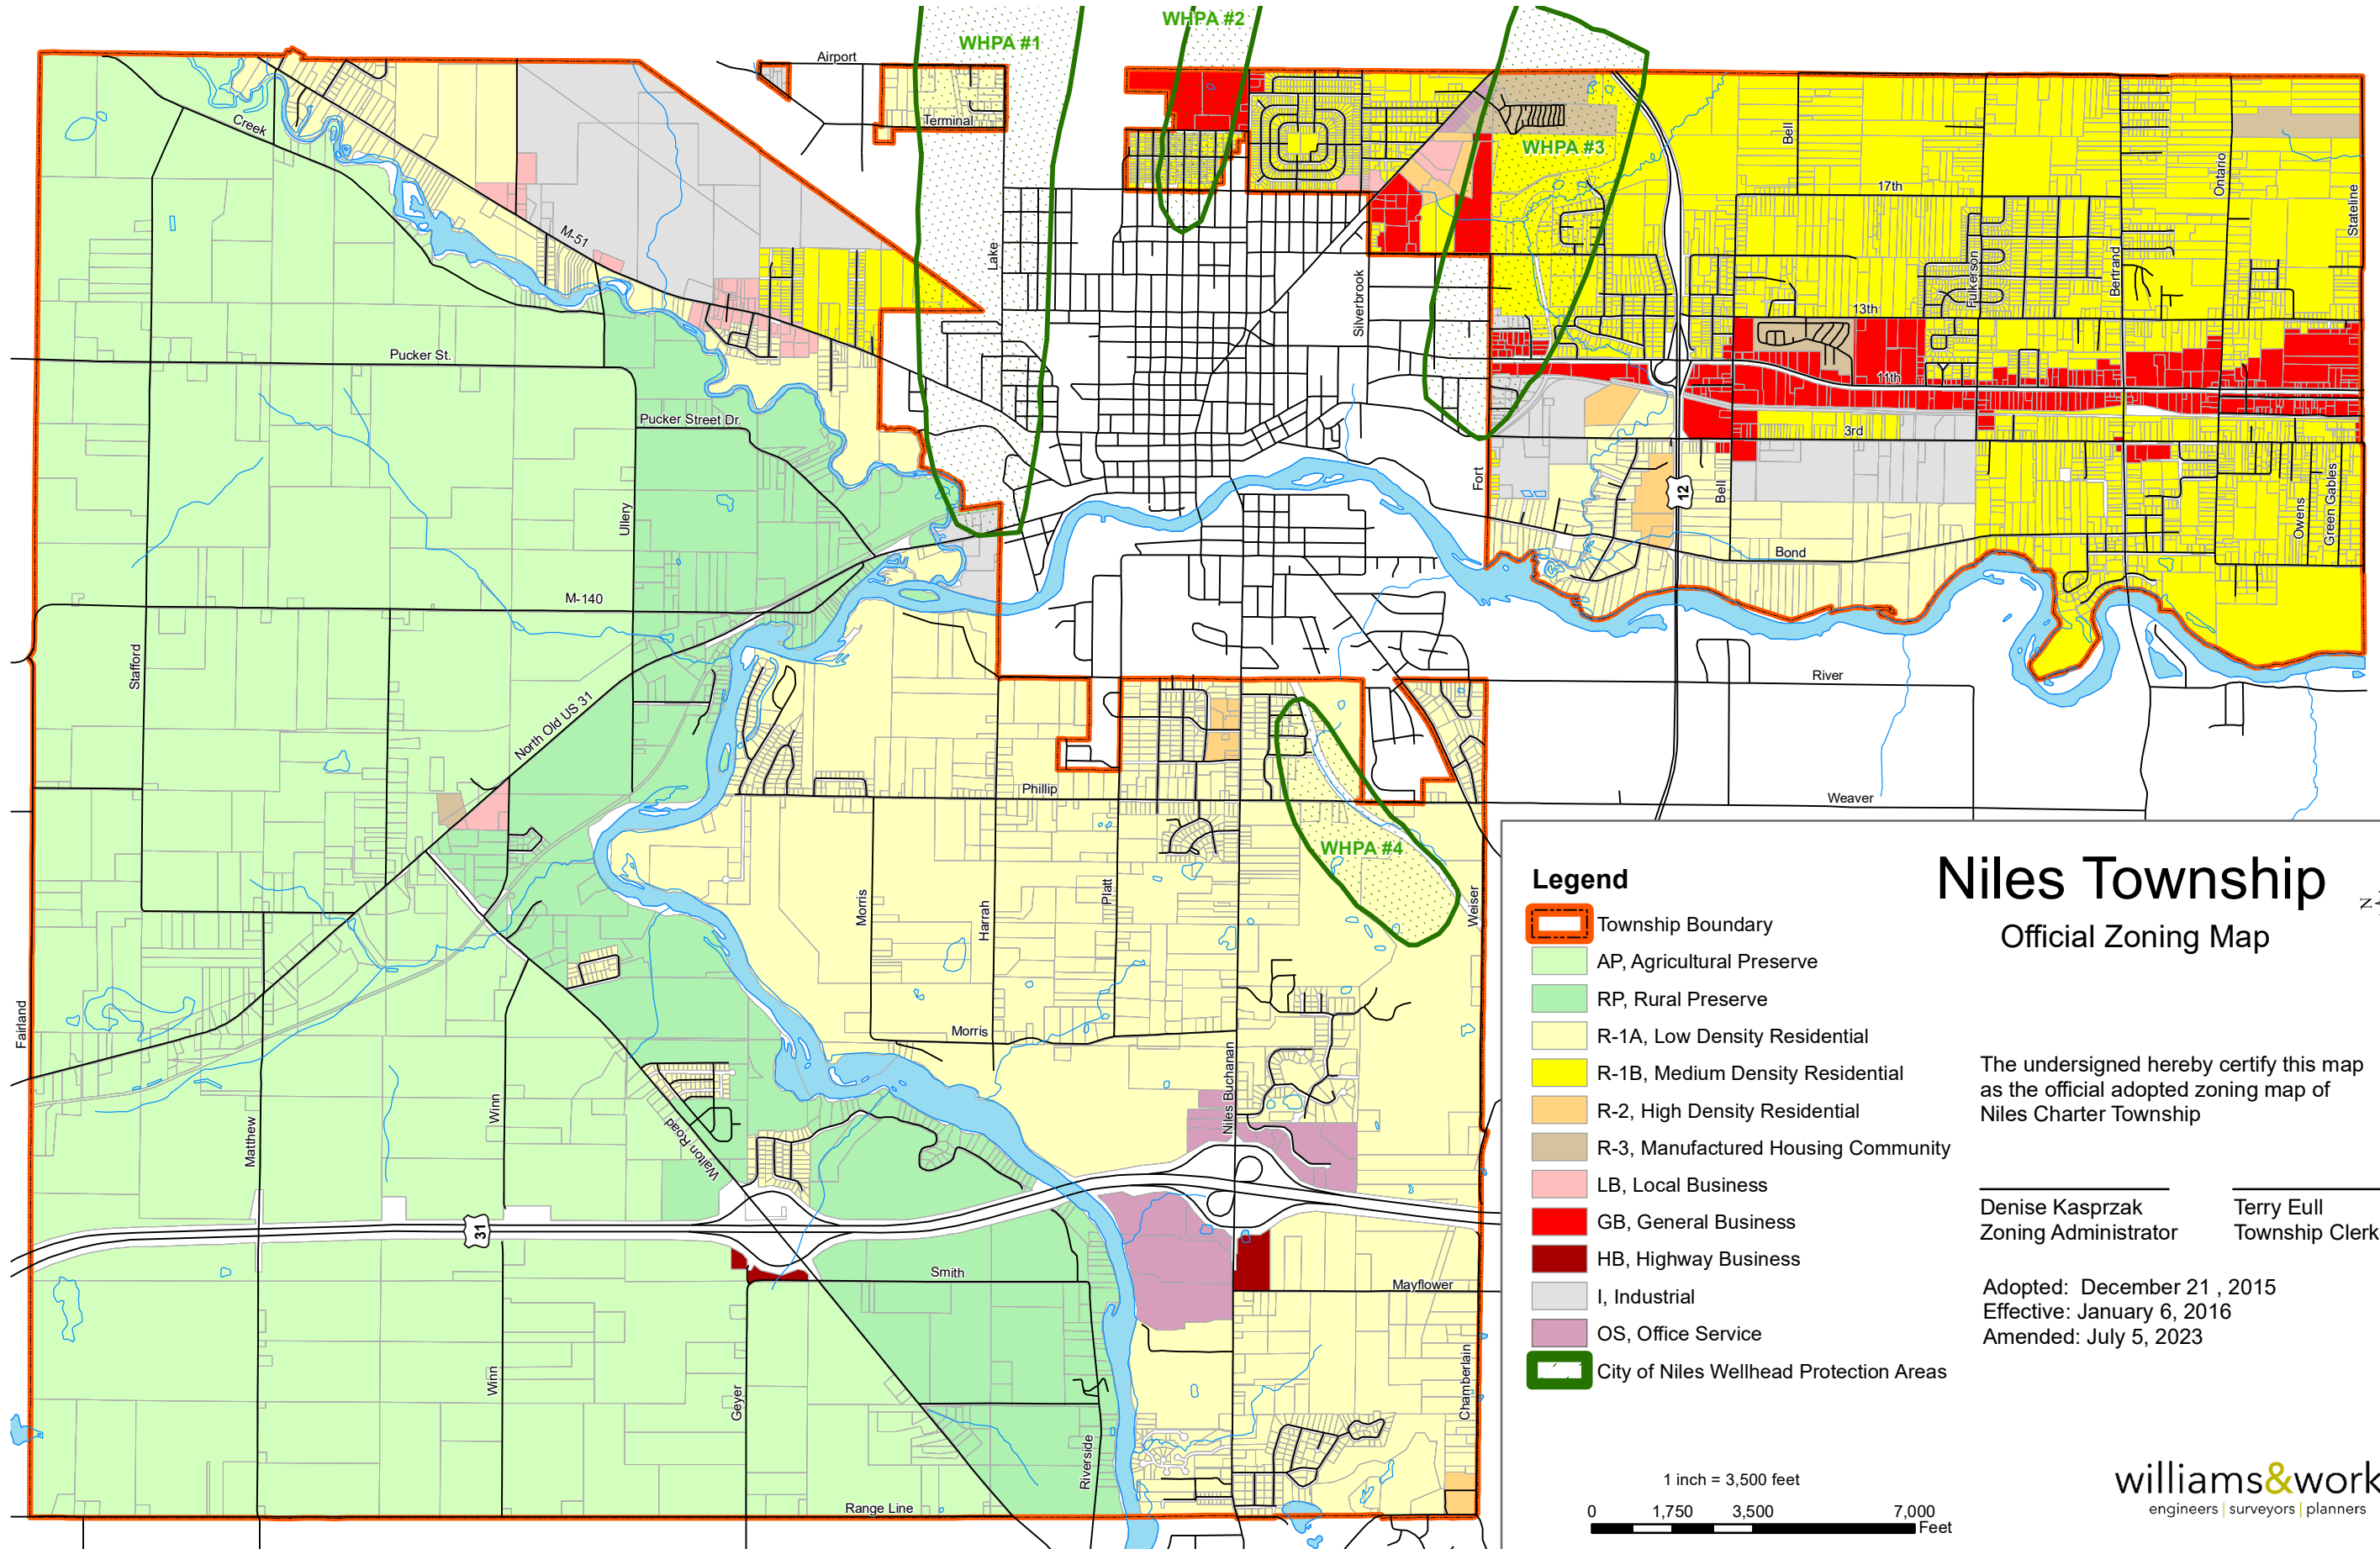 WHPA #1
WHPA #2
Airport
Terminal
Creek
WHPA #3
Bell
17th
Ontario
Stateline
M-51
Lake
Silverbrook
Fulkerson
Bertrand
13th
Pucker St.
11th
Pucker Street Dr.
3rd
Ullery
Fort
12
Bell
Owens
Green Gables
Bond
M-140
Stafford
River
North Old US 31
Phillip
Weaver
WHPA #4
Morris
Harrah
Platt
Weiser
Fairland
Morris
Matthew
Winn
Walton Road
Niles Buchanan
31
Smith
Mayflower
Winn
Geyer
Riverside
Chamberlain
Range Line
Legend
Township Boundary
AP, Agricultural Preserve
RP, Rural Preserve
R-1A, Low Density Residential
R-1B, Medium Density Residential
R-2, High Density Residential
R-3, Manufactured Housing Community
LB, Local Business
GB, General Business
HB, Highway Business
I, Industrial
OS, Office Service
City of Niles Wellhead Protection Areas
Niles Township
Official Zoning Map
N
The undersigned hereby certify this map
as the official adopted zoning map of
Niles Charter Township
Denise Kasprzak
Zoning Administrator
Terry Eull
Township Clerk
Adopted: December 21 , 2015
Effective: January 6, 2016
Amended: July 5, 2023
1 inch = 3,500 feet
0 1,750 3,500 7,000
Feet
williams&work
engineers | surveyors | planners